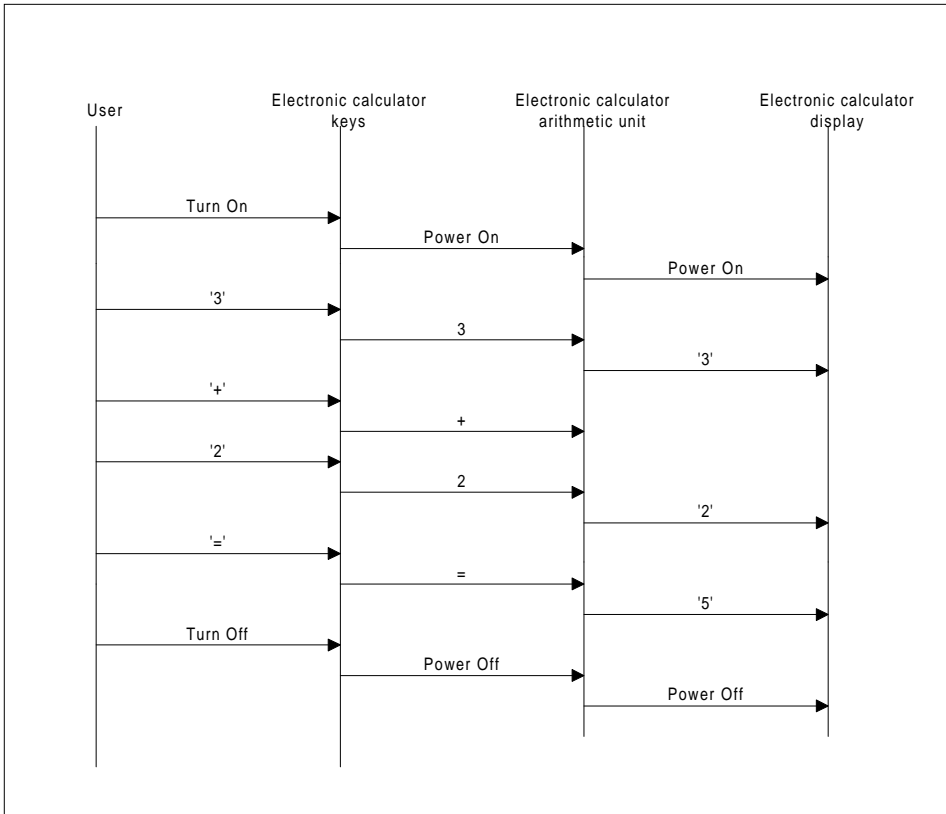 User
Electronic calculator
keys
Electronic calculator
arithmetic unit
Electronic calculator
display
Turn On
Power On
Power On
'3'
3
'3'
'+'
+
'2'
2
'2'
'='
=
'5'
Turn Off
Power Off
Power Off